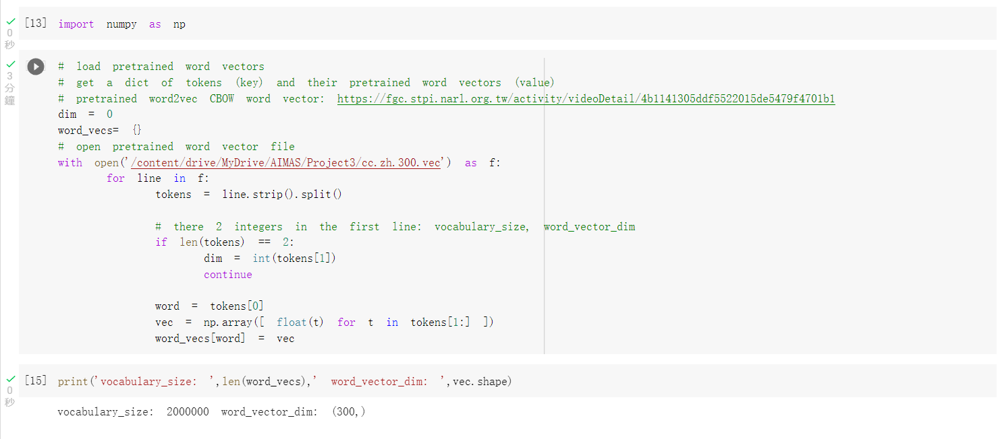 [13] import numpy as np
0
秒
# load pretrained word vectors
# get a dict of tokens (key) and their pretrained word vectors (value)
# pretrained word2vec CBOW word vector: https://fgc.stpi.narl.org.tw/activity/videoDetail/4b1141305ddf5522015de5479f4701b1
dim = 0
word_vecs= {}
# open pretrained word vector file
with open('/content/drive/MyDrive/AIMAS/Project3/cc.zh.300.vec') as f:
for line in f:
tokens = line.strip().split()
# there 2 integers in the first line: vocabulary_size, word_vector_dim
if len(tokens) == 2:
dim = int(tokens[1])
continue
word = tokens[0]
vec = np.array([ float(t) for t in tokens[1:] ])
word_vecs[word] = vec
3
分
鐘
[15] print('vocabulary_size: ',len(word_vecs),' word_vector_dim: ',vec.shape)
0
秒
vocabulary_size: 2000000 word_vector_dim: (300,)